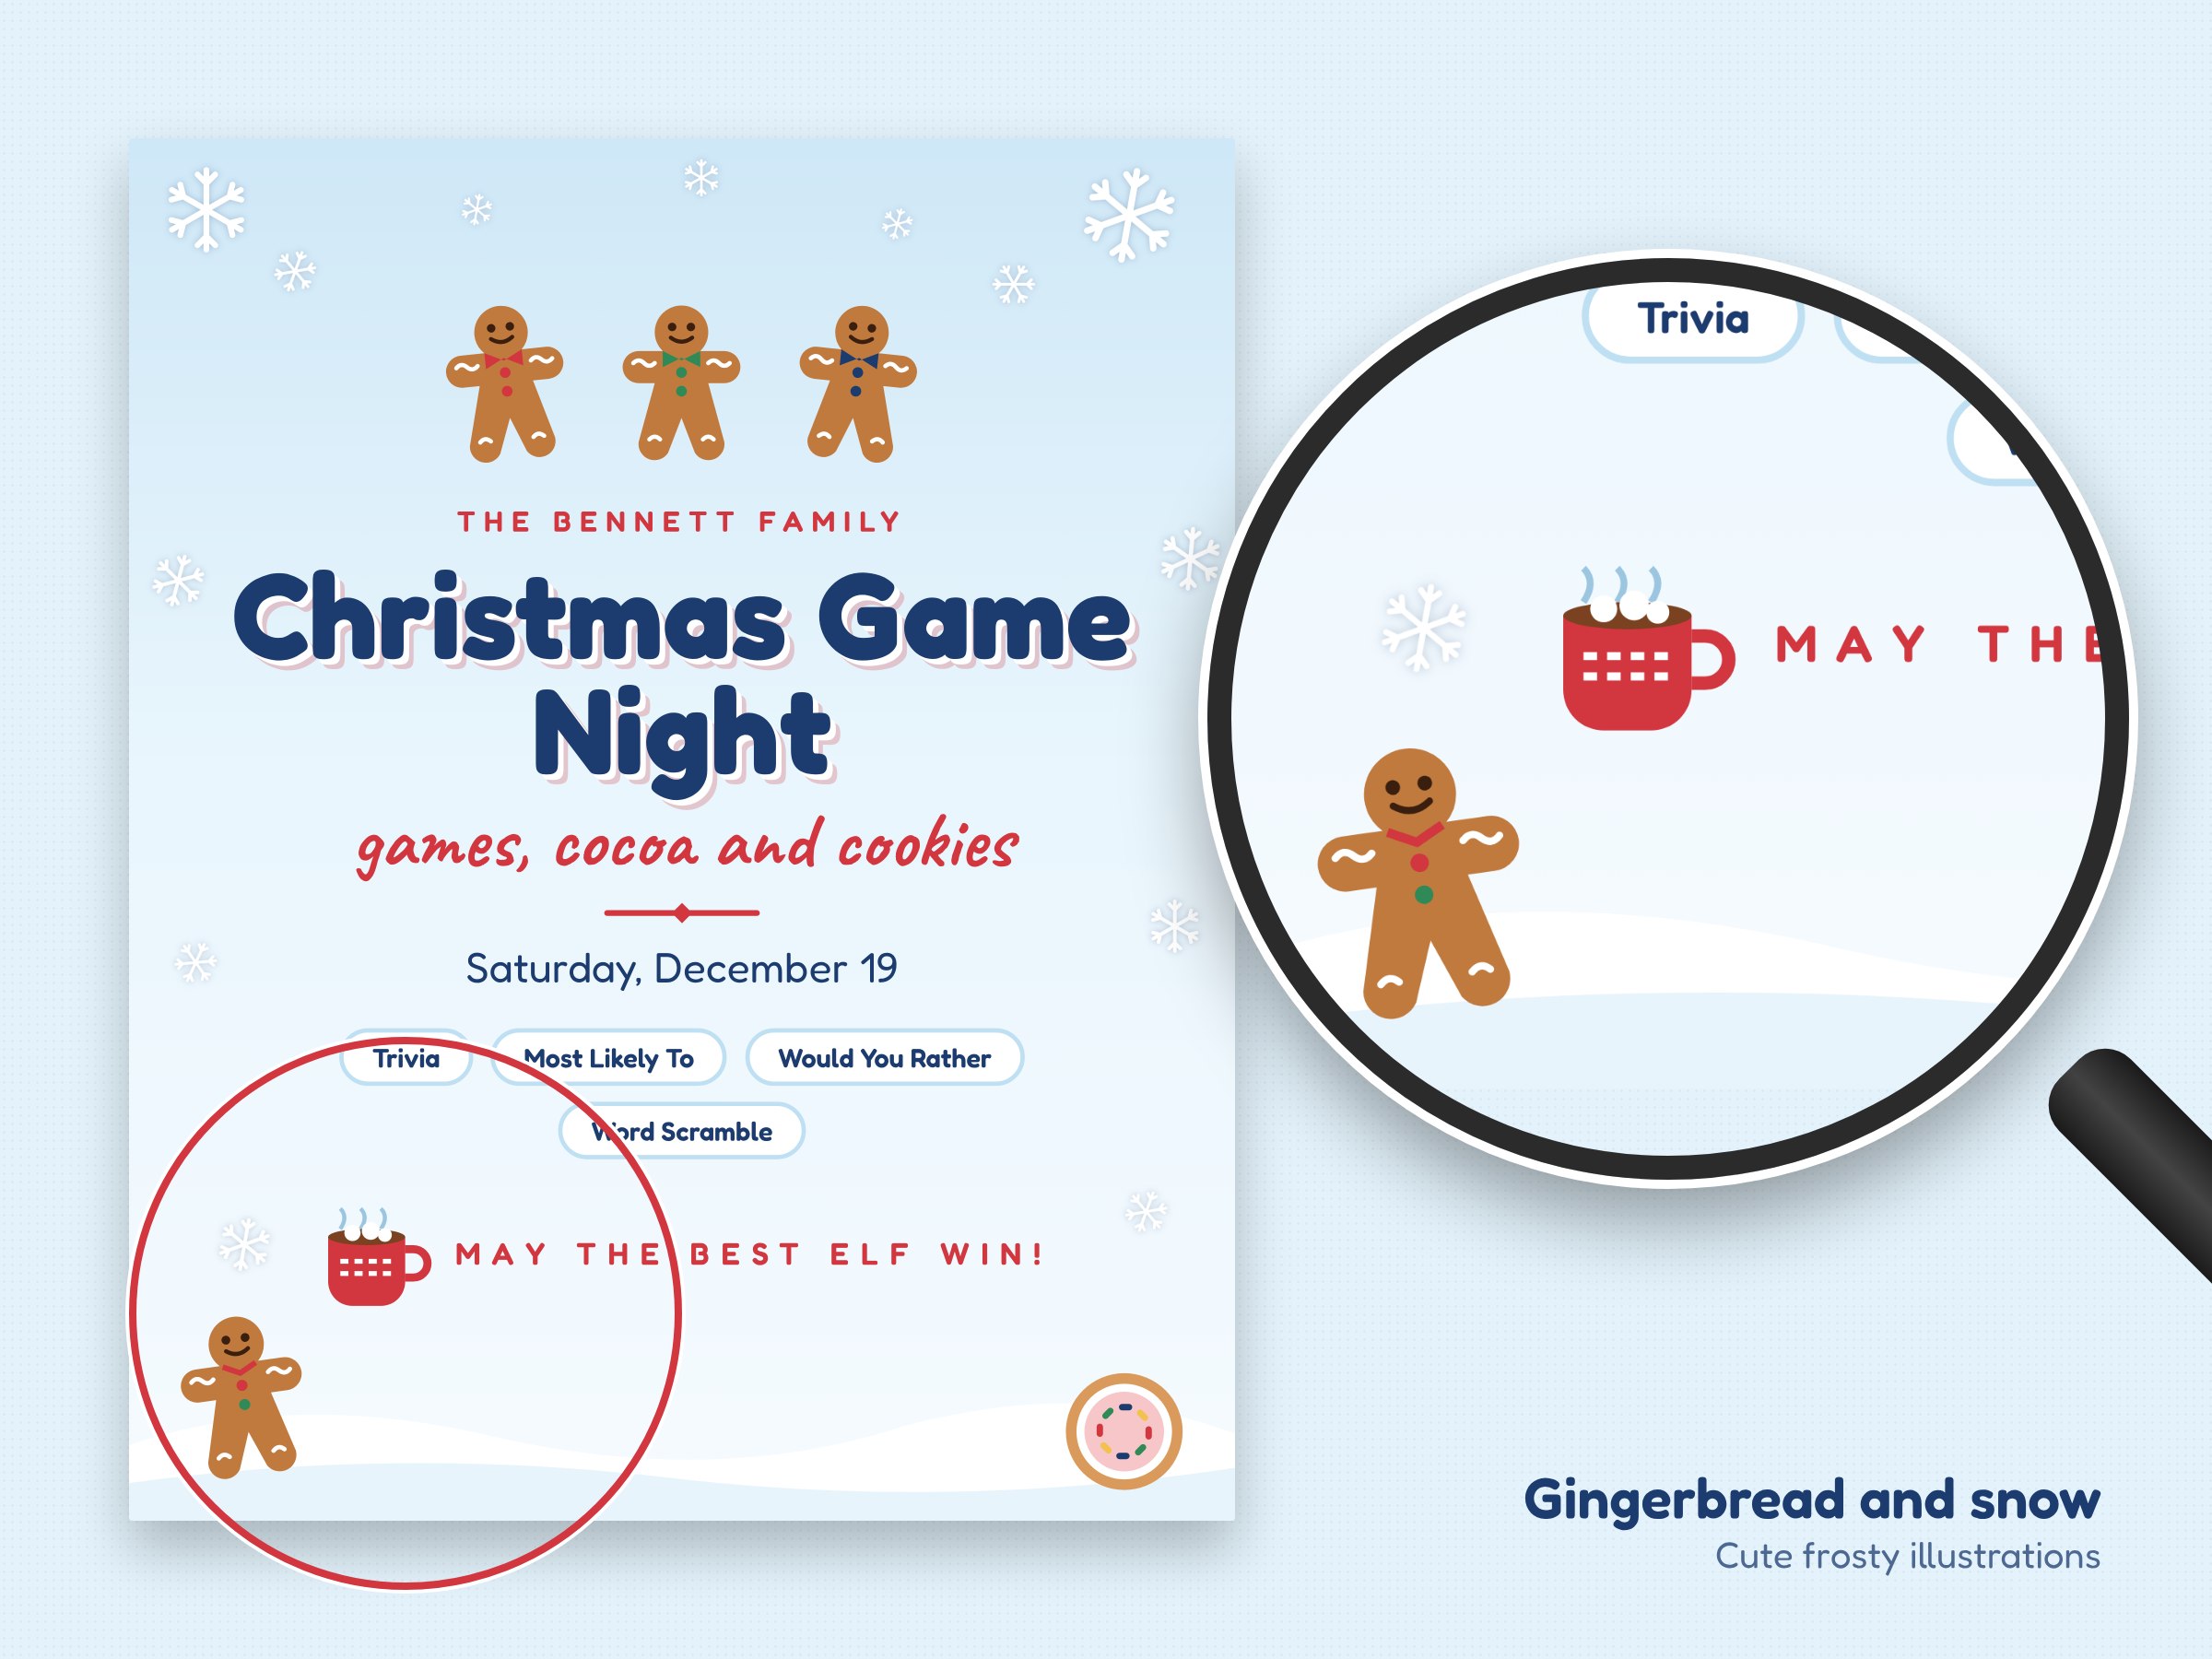 THE BENNETT FAMILY
Christmas Game
Night
games, cocoa and cookies
Saturday, December 19
Trivia
Most Likely To
Would You Rather
Word Scramble
MAY THE BEST ELF WIN!
Trivia
MAY THE
Gingerbread and snow
Cute frosty illustrations